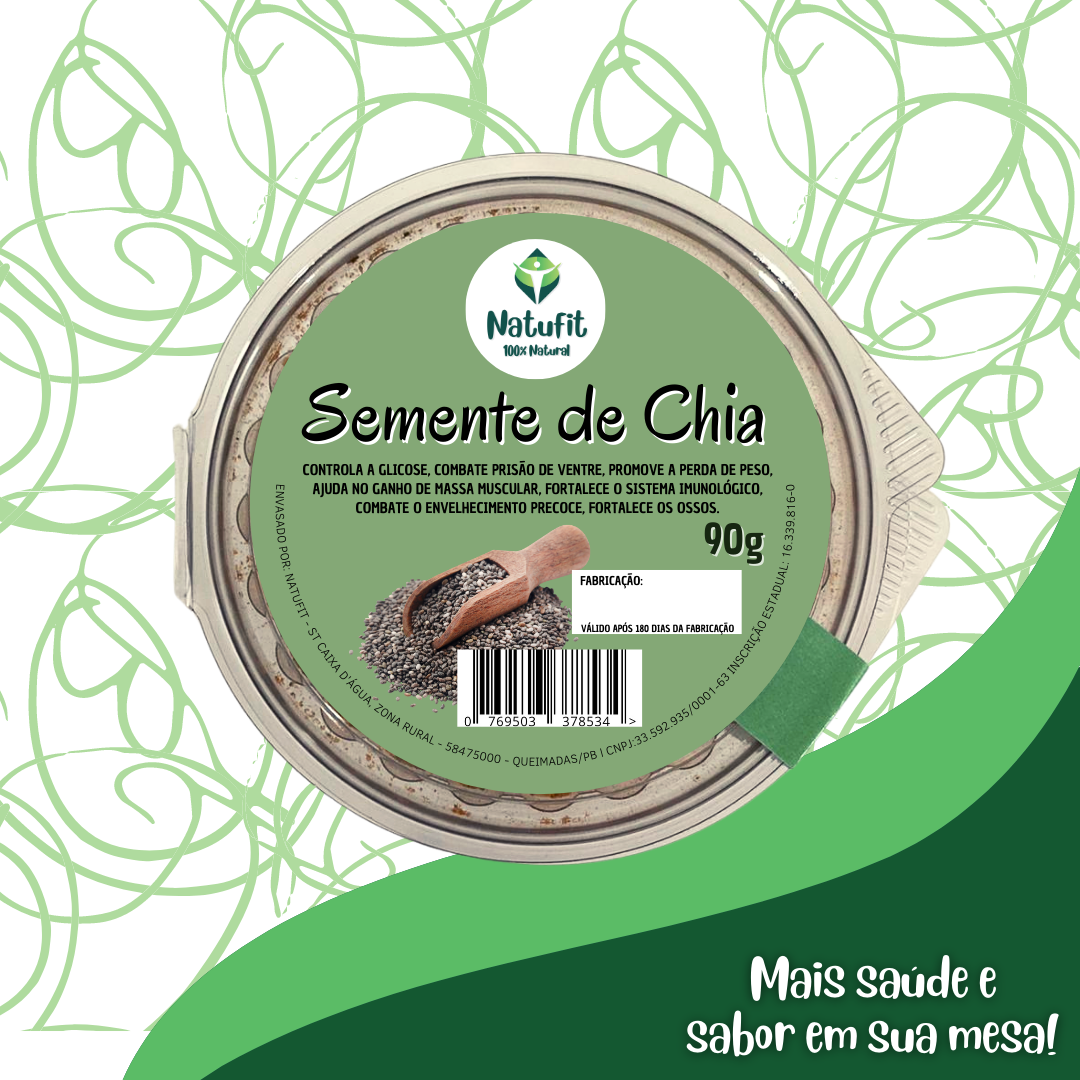 Natufit
100% Natural
Semente de Chia
CONTROLA A GLICOSE, COMBATE PRISÃO DE VENTRE, PROMOVE A PERDA DE PESO,
AJUDA NO GANHO DE MASSA MUSCULAR, FORTALECE O SISTEMA IMUNOLÓGICO,
COMBATE O ENVELHECIMENTO PRECOCE, FORTALECE OS OSSOS.
90g
FABRICAÇÃO:
VÁLIDO APÓS 180 DIAS DA FABRICAÇÃO
0 769503 378534 >
ENVASADO POR: NATUFIT - ST CAIXA D'ÁGUA, ZONA RURAL - 58475000 - QUEIMADAS/PB | CNPJ:33.592.935/0001-63 INSCRIÇÃO ESTADUAL: 16.339.816-0
Mais saúde e
sabor em sua mesa!